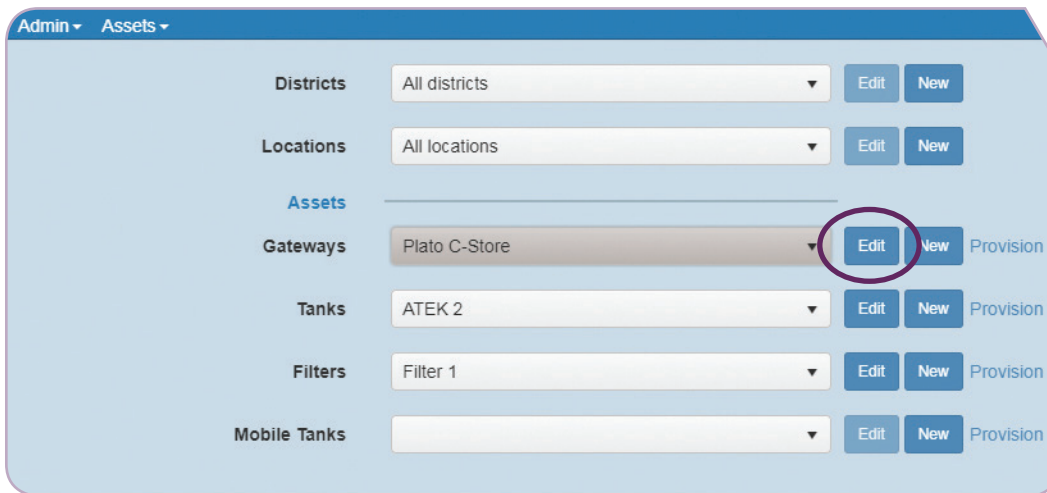 Admin Assets
Districts All districts Edit New
Locations All locations Edit New
Assets
Gateways Plato C-Store Edit New Provision
Tanks ATEK 2 Edit New Provision
Filters Filter 1 Edit New Provision
Mobile Tanks Edit New Provision